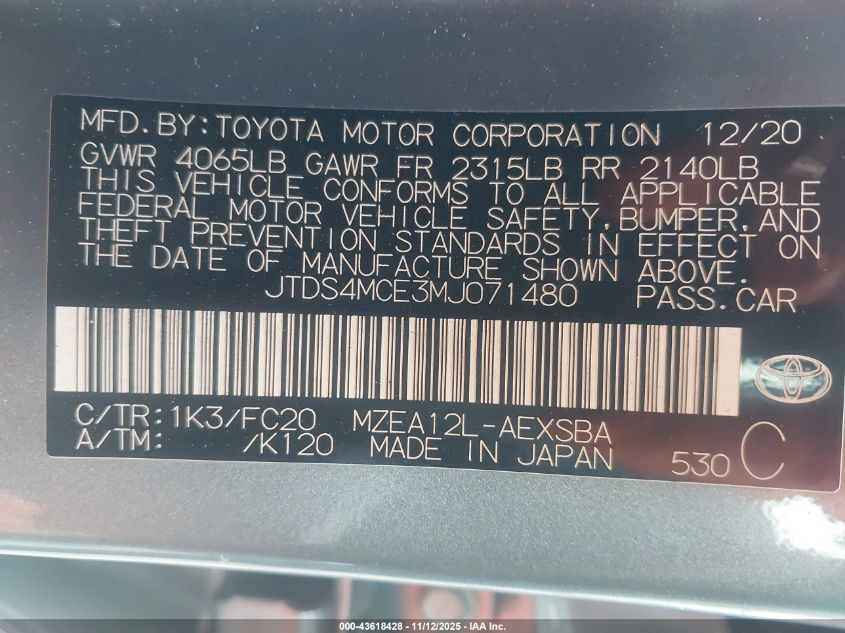 MFD.BY:TOYOTA MOTOR CORPORATION 12/20
GVWR 4065LB GAWR FR 2315LB RR 2140LB
THIS VEHICLE CONFORMS TO ALL APPLICABLE
FEDERAL MOTOR VEHICLE SAFETY,BUMPER,AND
THEFT PREVENTION STANDARDS IN EFFECT ON
THE DATE OF MANUFACTURE SHOWN ABOVE.
JTDS4MCE3MJ071480 PASS.CAR
C/TR:1K3/FC20 MZEA12L-AEXSBA
A/TM: /K120 MADE IN JAPAN 530 C
000-43618428 - 11/12/2025 - IAA Inc.